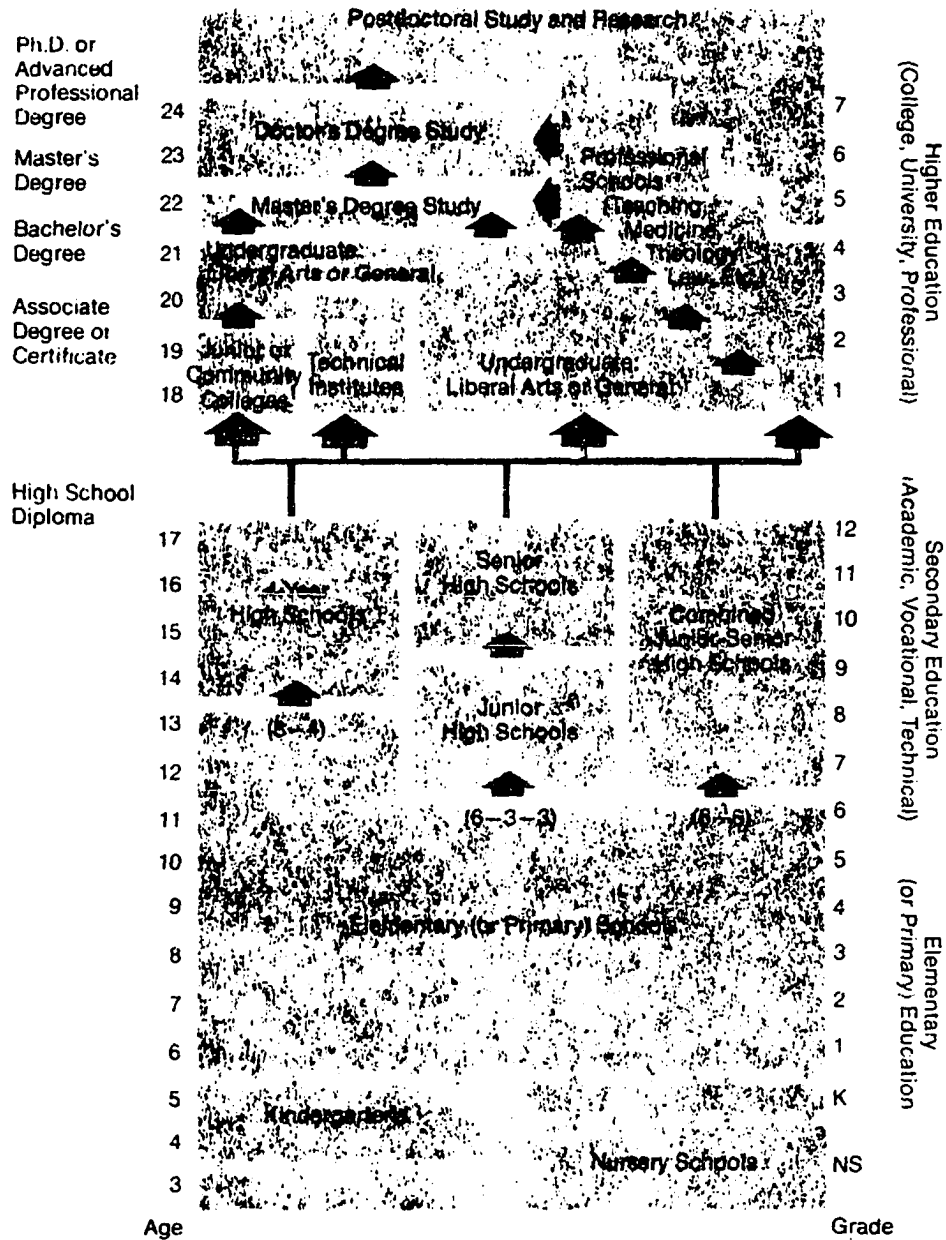 Postdoctoral Study and Research
Ph.D. or
Advanced
Professional
Degree
Master's
Degree
Bachelor's
Degree
Associate
Degree or
Certificate
High School
Diploma
24
23
22
21
20
19
18
17
16
15
14
13
12
11
10
9
8
7
6
5
4
3
Age
Doctor's Degree Study
Master's Degree Study
Professional
Schools
(Teaching,
Medicine,
Theology,
Law,
Undergraduate:
Liberal Arts or General
Junior or
Community
Colleges
Technical
Institutes
Undergraduate:
Liberal Arts or General
4-Year
High Schools
(8–4)
Senior
High Schools
Junior
High Schools
(6–3–3)
Combined
Junior-Senior
High Schools
(6–6)
Elementary (or Primary) Schools
Kindergartens
Nursery Schools
7
6
5
4
3
2
1
12
11
10
9
8
7
6
5
4
3
2
1
K
NS
Grade
Higher Education
(College, University, Professional)
Secondary Education
(Academic, Vocational, Technical)
Elementary
(or Primary) Education